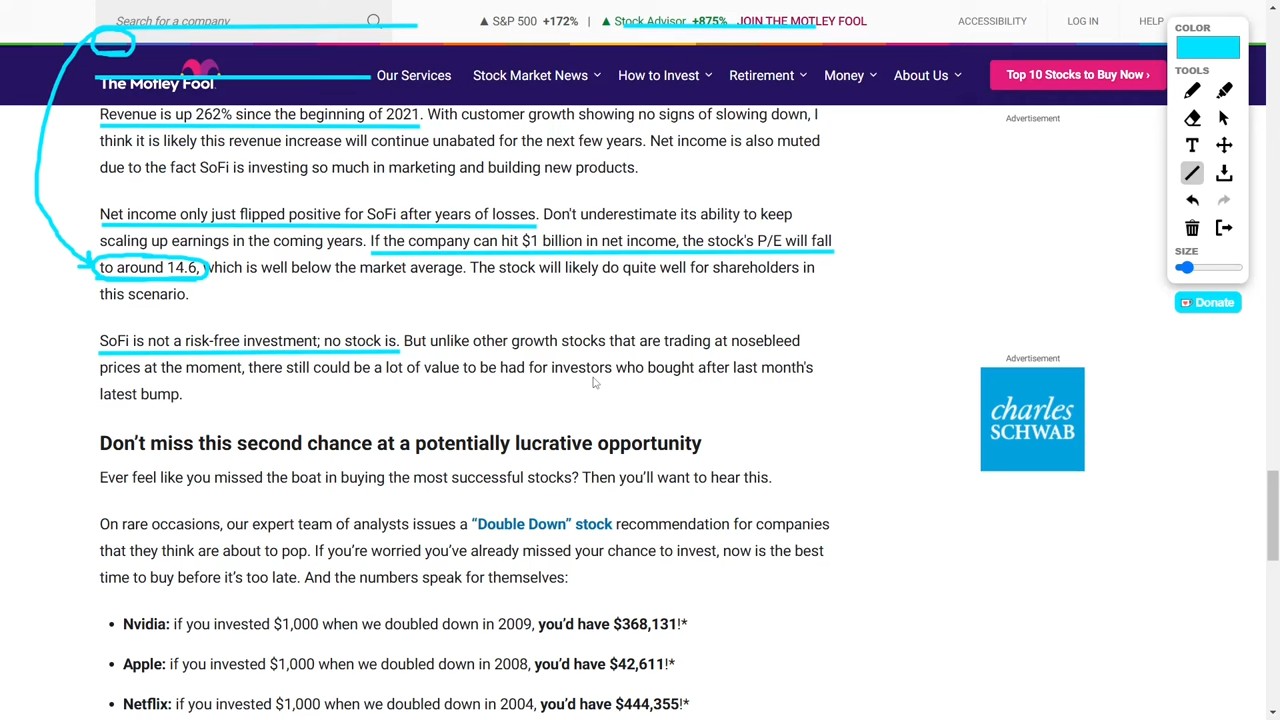 Search for a company
▲ S&P 500 +172% | ▲ Stock Advisor +875% JOIN THE MOTLEY FOOL
ACCESSIBILITY LOG IN HELP
The Motley Fool
Our Services Stock Market News How to Invest Retirement Money About Us
Top 10 Stocks to Buy Now ›
Revenue is up 262% since the beginning of 2021. With customer growth showing no signs of slowing down, I
think it is likely this revenue increase will continue unabated for the next few years. Net income is also muted
due to the fact SoFi is investing so much in marketing and building new products.
Net income only just flipped positive for SoFi after years of losses. Don't underestimate its ability to keep
scaling up earnings in the coming years. If the company can hit $1 billion in net income, the stock's P/E will fall
to around 14.6, which is well below the market average. The stock will likely do quite well for shareholders in
this scenario.
SoFi is not a risk-free investment; no stock is. But unlike other growth stocks that are trading at nosebleed
prices at the moment, there still could be a lot of value to be had for investors who bought after last month's
latest bump.
Don’t miss this second chance at a potentially lucrative opportunity
Ever feel like you missed the boat in buying the most successful stocks? Then you’ll want to hear this.
On rare occasions, our expert team of analysts issues a “Double Down” stock recommendation for companies
that they think are about to pop. If you’re worried you’ve already missed your chance to invest, now is the best
time to buy before it’s too late. And the numbers speak for themselves:
• Nvidia: if you invested $1,000 when we doubled down in 2009, you’d have $368,131!*
• Apple: if you invested $1,000 when we doubled down in 2008, you’d have $42,611!*
• Netflix: if you invested $1,000 when we doubled down in 2004, you’d have $444,355!*
Advertisement
Advertisement
charles
SCHWAB
COLOR
TOOLS
T
SIZE
Donate